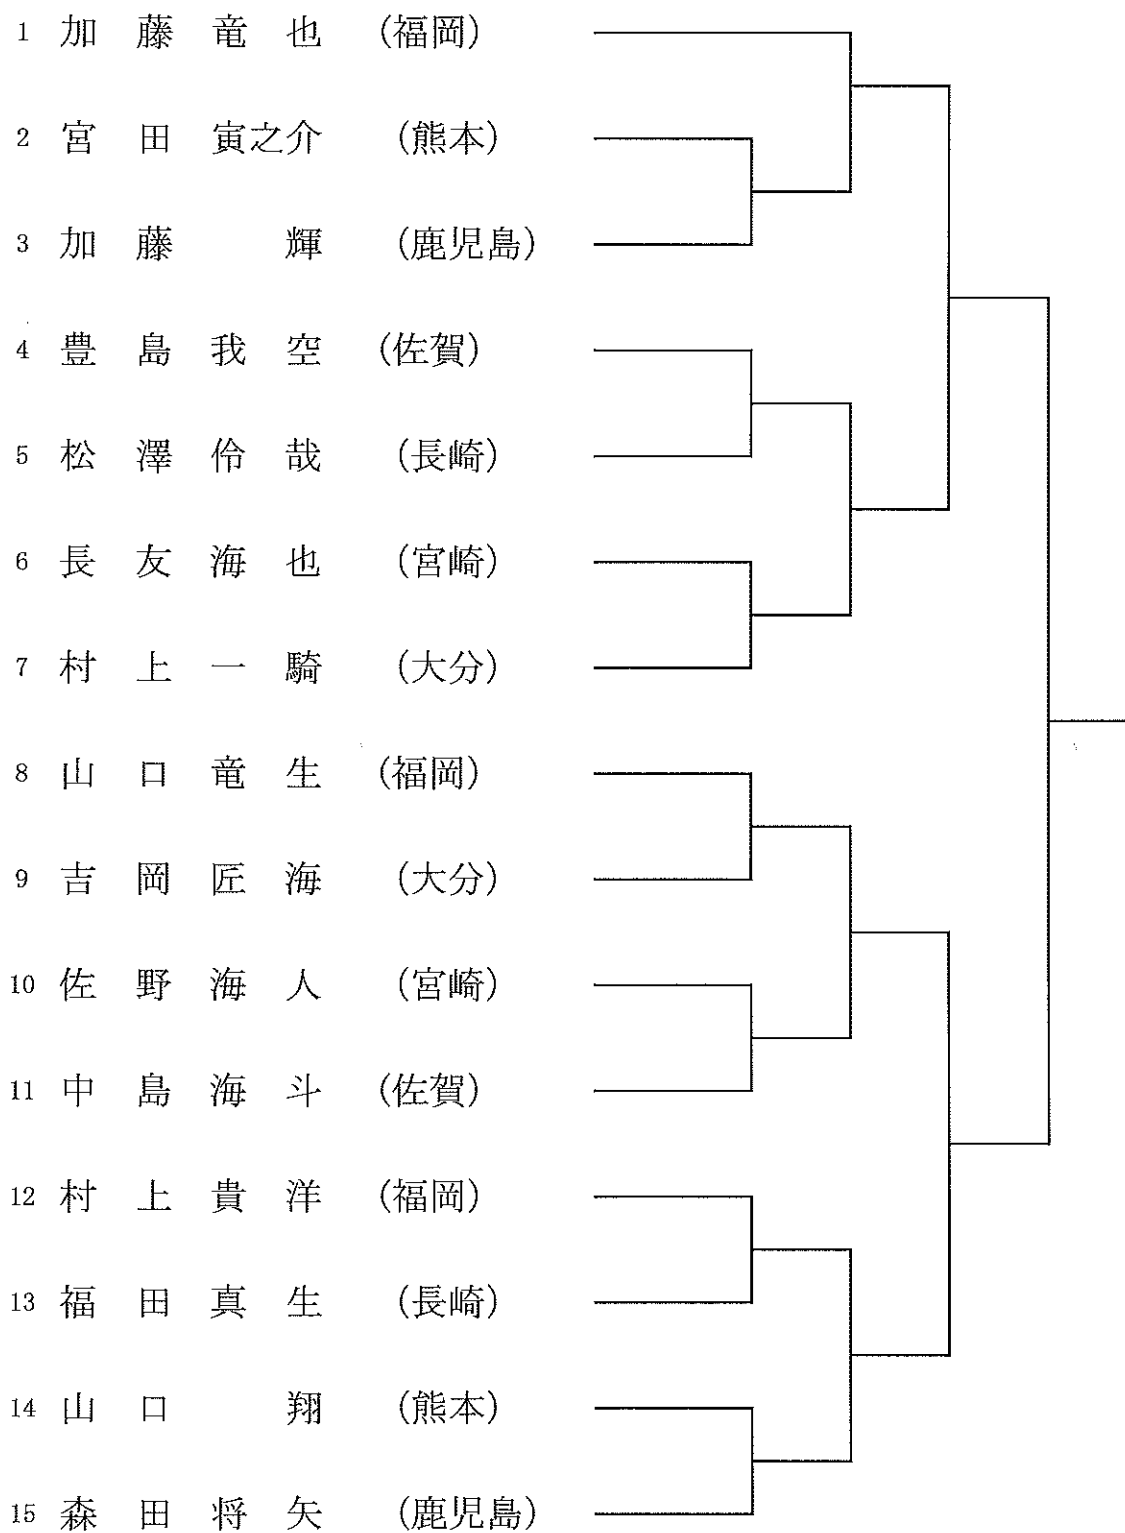 1 加藤竜也 (福岡)
2 宮田寅之介 (熊本)
3 加藤 輝 (鹿児島)
4 豊島我空 (佐賀)
5 松澤伶哉 (長崎)
6 長友海也 (宮崎)
7 村上一騎 (大分)
8 山口竜生 (福岡)
9 吉岡匠海 (大分)
10 佐野海人 (宮崎)
11 中島海斗 (佐賀)
12 村上貴洋 (福岡)
13 福田真生 (長崎)
14 山口 翔 (熊本)
15 森田将矢 (鹿児島)